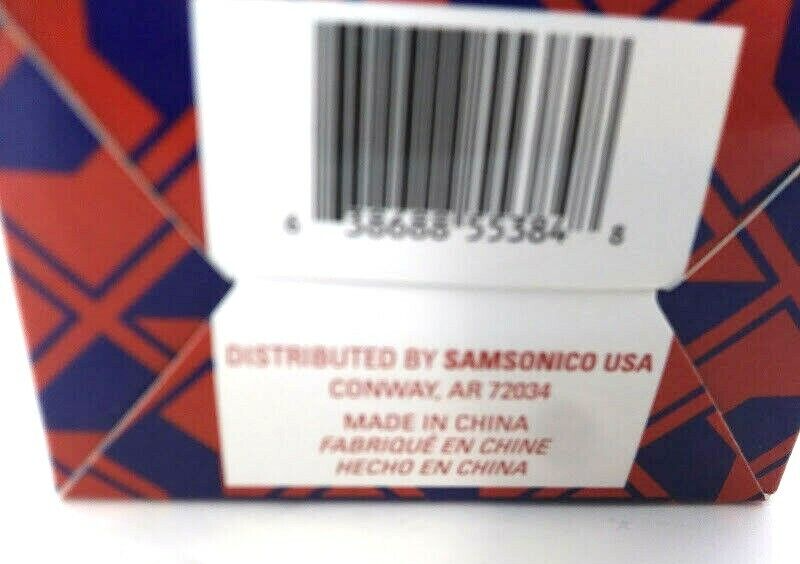 6 38688 55384 8
DISTRIBUTED BY SAMSONICO USA
CONWAY, AR 72034
MADE IN CHINA
FABRIQUÉ EN CHINE
HECHO EN CHINA